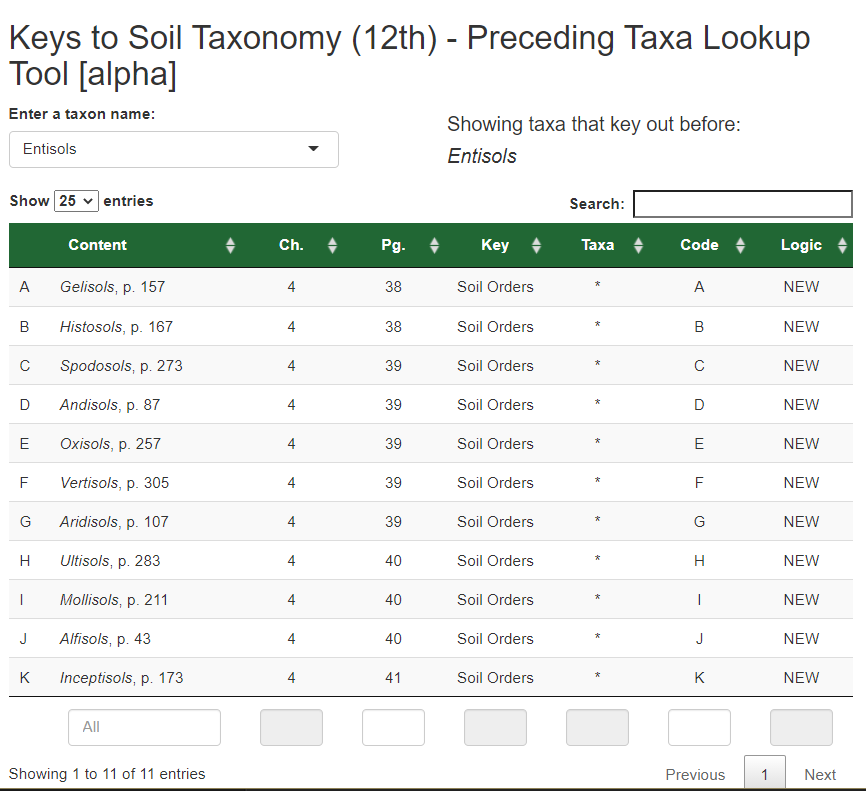 Keys to Soil Taxonomy (12th) - Preceding Taxa Lookup
Tool [alpha]
Enter a taxon name:
Entisols
Showing taxa that key out before:
Entisols
Show 25 entries
Search:
Content Ch. Pg. Key Taxa Code Logic
A Gelisols, p. 157 4 38 Soil Orders * A NEW
B Histosols, p. 167 4 38 Soil Orders * B NEW
C Spodosols, p. 273 4 39 Soil Orders * C NEW
D Andisols, p. 87 4 39 Soil Orders * D NEW
E Oxisols, p. 257 4 39 Soil Orders * E NEW
F Vertisols, p. 305 4 39 Soil Orders * F NEW
G Aridisols, p. 107 4 39 Soil Orders * G NEW
H Ultisols, p. 283 4 40 Soil Orders * H NEW
I Mollisols, p. 211 4 40 Soil Orders * I NEW
J Alfisols, p. 43 4 40 Soil Orders * J NEW
K Inceptisols, p. 173 4 41 Soil Orders * K NEW
All
Showing 1 to 11 of 11 entries
Previous 1 Next